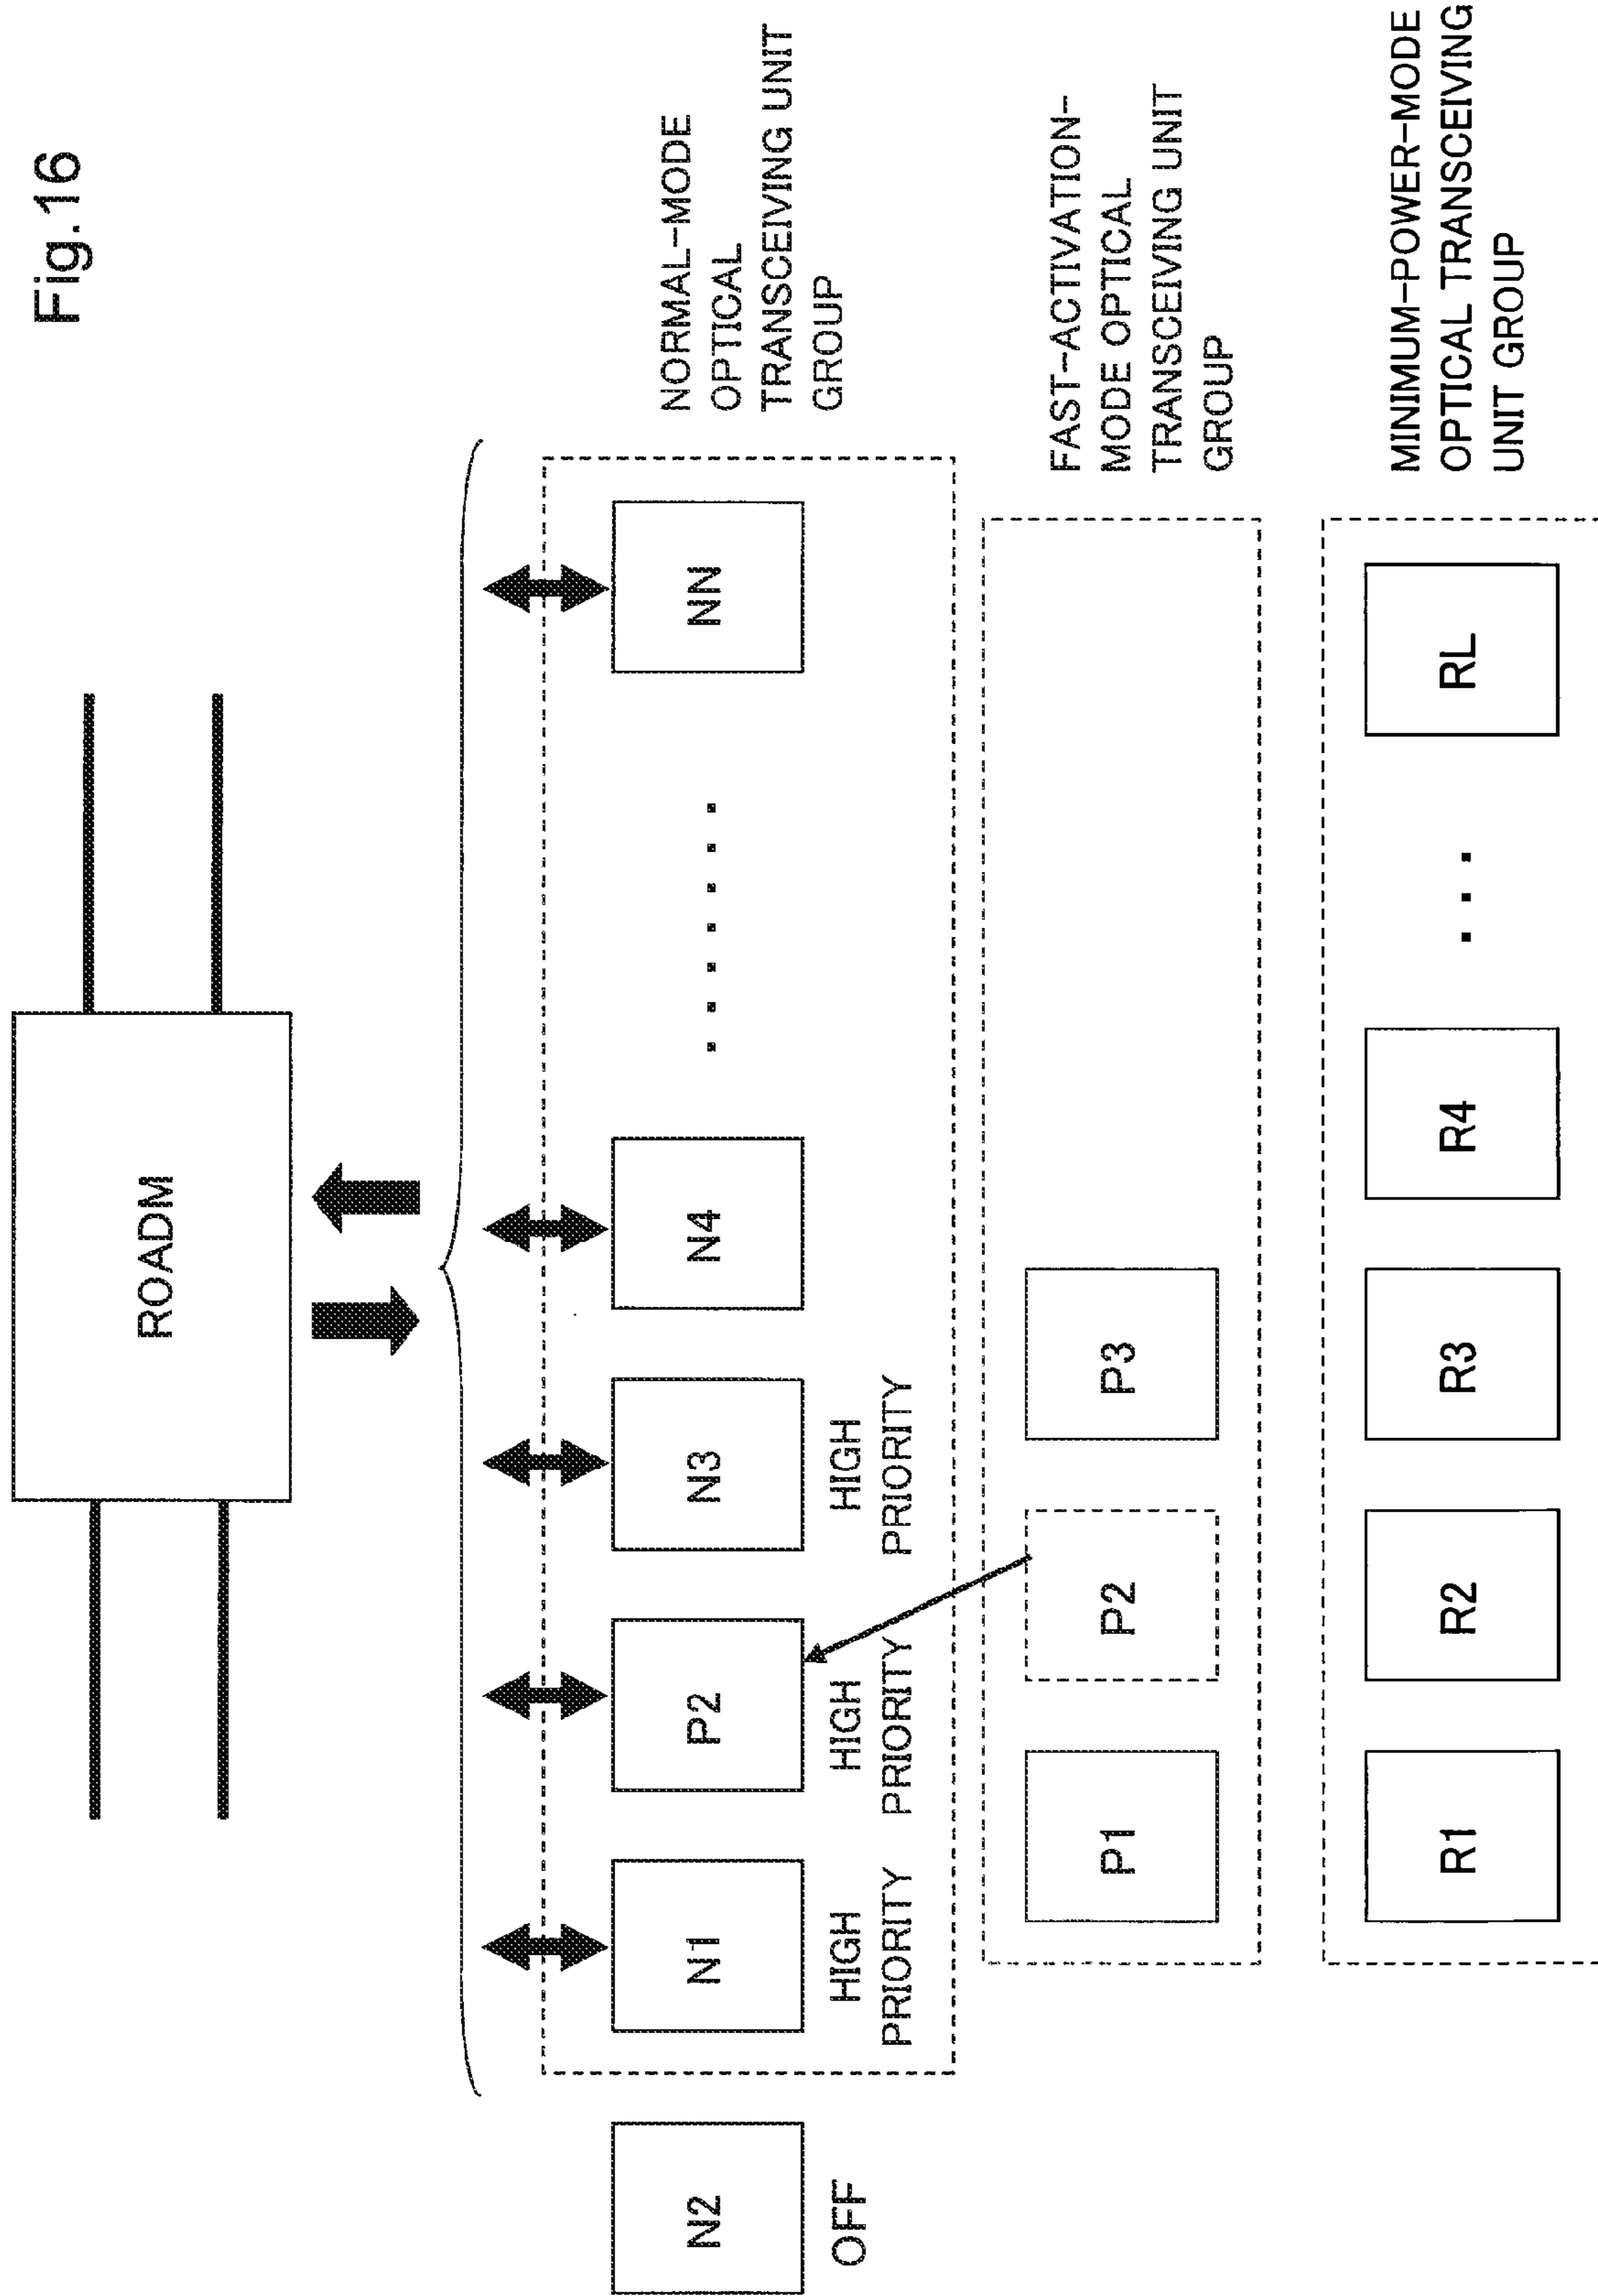 Fig.16
ROADM
N2
OFF
N1
HIGH
PRIORITY
P2
HIGH
PRIORITY
N3
HIGH
PRIORITY
N4
. . . . . . .
NN
NORMAL-MODE
OPTICAL
TRANSCEIVING UNIT
GROUP
P1
P2
P3
FAST-ACTIVATION-
MODE OPTICAL
TRANSCEIVING UNIT
GROUP
R1
R2
R3
R4
. . .
RL
MINIMUM-POWER-MODE
OPTICAL TRANSCEIVING
UNIT GROUP